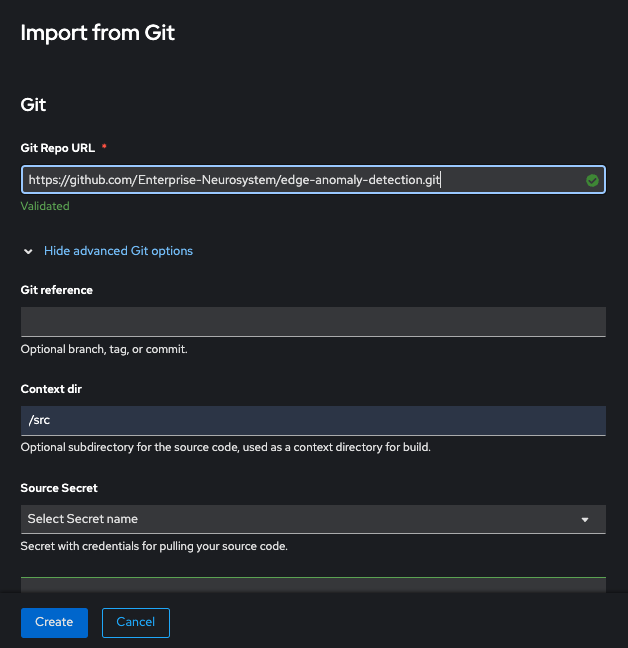 Import from Git
Git
Git Repo URL *
https://github.com/Enterprise-Neurosystem/edge-anomaly-detection.git
Validated
Hide advanced Git options
Git reference
Optional branch, tag, or commit.
Context dir
/src
Optional subdirectory for the source code, used as a context directory for build.
Source Secret
Select Secret name
Secret with credentials for pulling your source code.
Create
Cancel